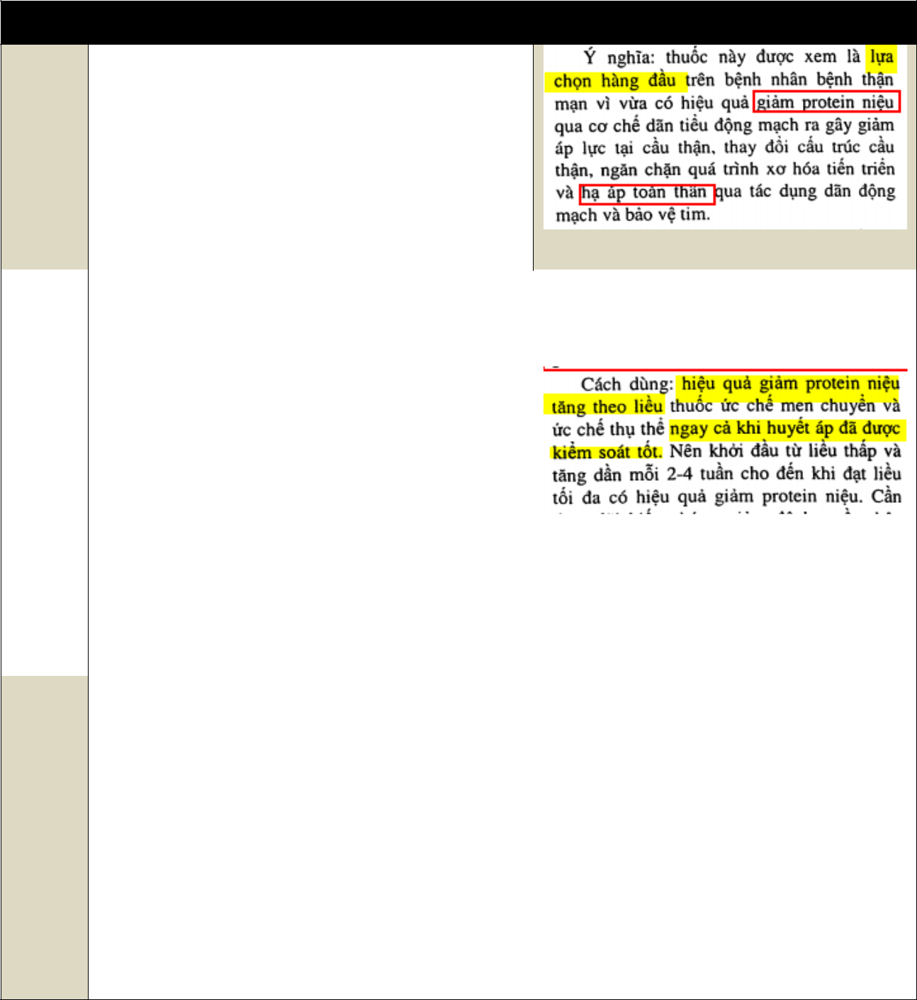 Ý nghĩa: thuốc này được xem là lựa
chọn hàng đầu trên bệnh nhân bệnh thận
mạn vì vừa có hiệu quả giảm protein niệu
qua cơ chế dãn tiểu động mạch ra gây giảm
áp lực tại cầu thận, thay đổi cấu trúc cầu
thận, ngăn chặn quá trình xơ hóa tiến triển
và hạ áp toàn thân qua tác dụng dãn động
mạch và bảo vệ tim.
Cách dùng: hiệu quả giảm protein niệu
tăng theo liều thuốc ức chế men chuyển và
ức chế thụ thể ngay cả khi huyết áp đã được
kiểm soát tốt. Nên khởi đầu từ liều thấp và
tăng dần mỗi 2-4 tuần cho đến khi đạt liều
tối đa có hiệu quả giảm protein niệu. Cần